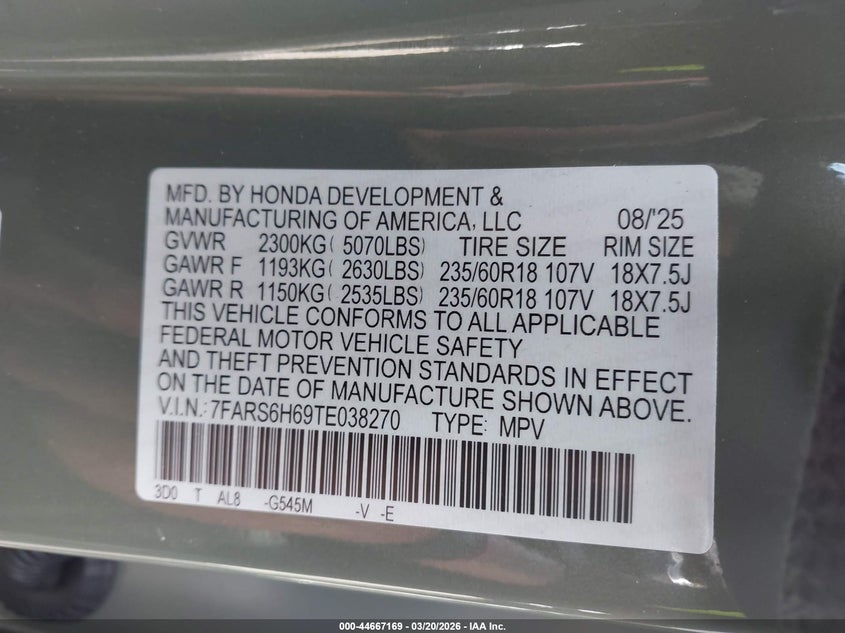 MFD. BY HONDA DEVELOPMENT &
MANUFACTURING OF AMERICA, LLC 08/'25
GVWR 2300KG( 5070LBS) TIRE SIZE RIM SIZE
GAWR F 1193KG( 2630LBS) 235/60R18 107V 18X7.5J
GAWR R 1150KG( 2535LBS) 235/60R18 107V 18X7.5J
THIS VEHICLE CONFORMS TO ALL APPLICABLE
FEDERAL MOTOR VEHICLE SAFETY
AND THEFT PREVENTION STANDARDS IN EFFECT
ON THE DATE OF MANUFACTURE SHOWN ABOVE.
V.I.N.: 7FARS6H69TE038270 TYPE: MPV
3D0 T AL8 -G545M -V -E
000-44667169 - 03/20/2026 - IAA Inc.